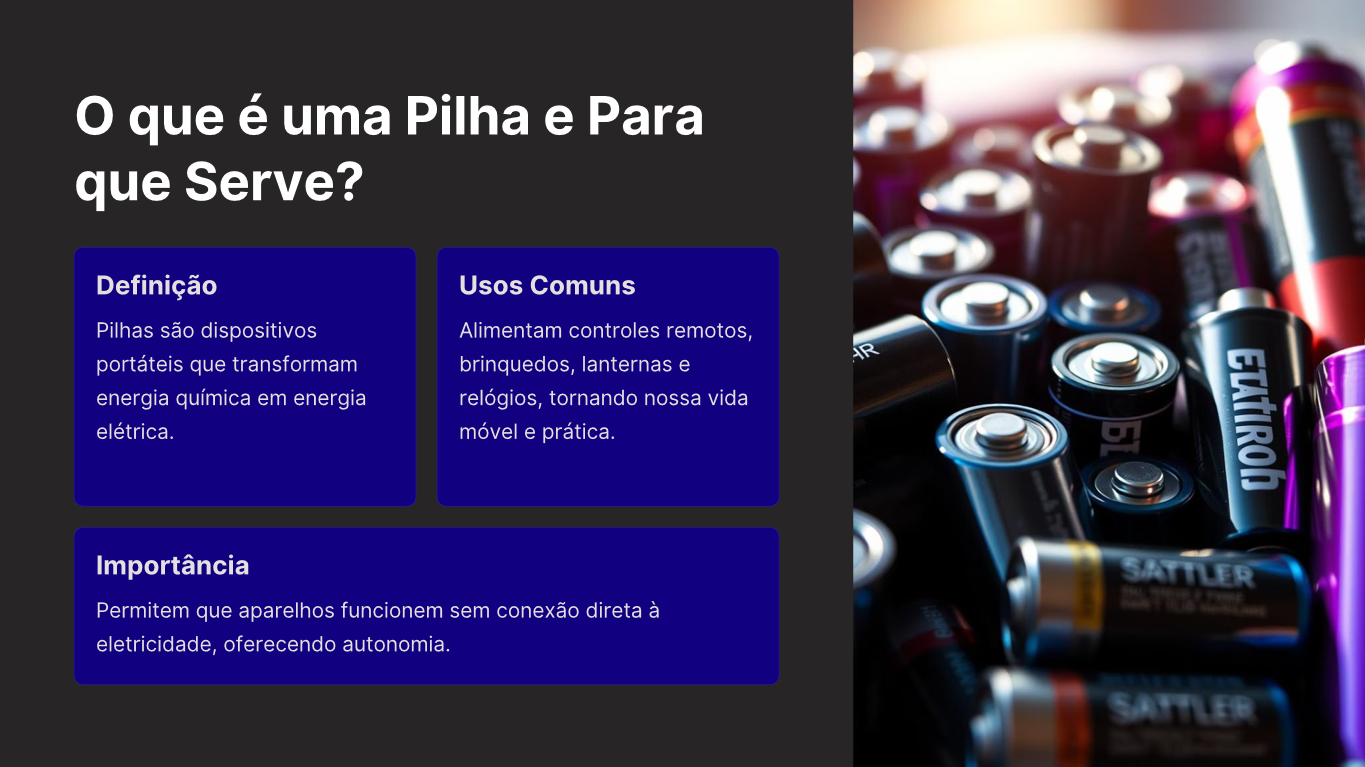 O que é uma Pilha e Para
que Serve?
Definição
Pilhas são dispositivos
portáteis que transformam
energia química em energia
elétrica.
Usos Comuns
Alimentam controles remotos,
brinquedos, lanternas e
relógios, tornando nossa vida
móvel e prática.
Importância
Permitem que aparelhos funcionem sem conexão direta à
eletricidade, oferecendo autonomia.
SATTLER
SATTLER